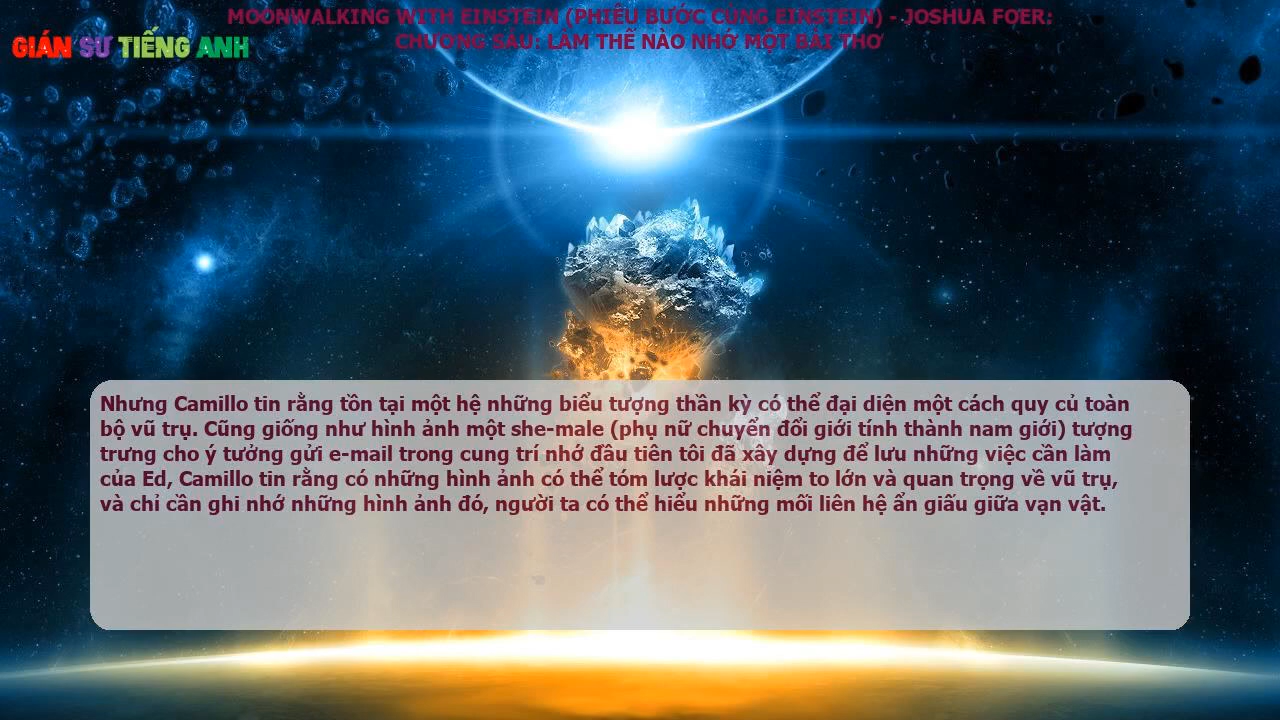 MOONWALKING WITH EINSTEIN (PHIÊU BƯỚC CÙNG EINSTEIN) - JOSHUA FOER:
CHƯƠNG SÁU: LÀM THẾ NÀO NHỚ MỘT BÀI THƠ
GIÁN SƯ TIẾNG ANH
Nhưng Camillo tin rằng tồn tại một hệ những biểu tượng thần kỳ có thể đại diện một cách quy củ toàn
bộ vũ trụ. Cũng giống như hình ảnh một she-male (phụ nữ chuyển đổi giới tính thành nam giới) tượng
trưng cho ý tưởng gửi e-mail trong cung trí nhớ đầu tiên tôi đã xây dựng để lưu những việc cần làm
của Ed, Camillo tin rằng có những hình ảnh có thể tóm lược khái niệm to lớn và quan trọng về vũ trụ,
và chỉ cần ghi nhớ những hình ảnh đó, người ta có thể hiểu những mối liên hệ ẩn giấu giữa vạn vật.